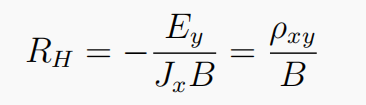 R_H = -\frac{E_y}{J_x B} = \frac{\rho_{xy}}{B}